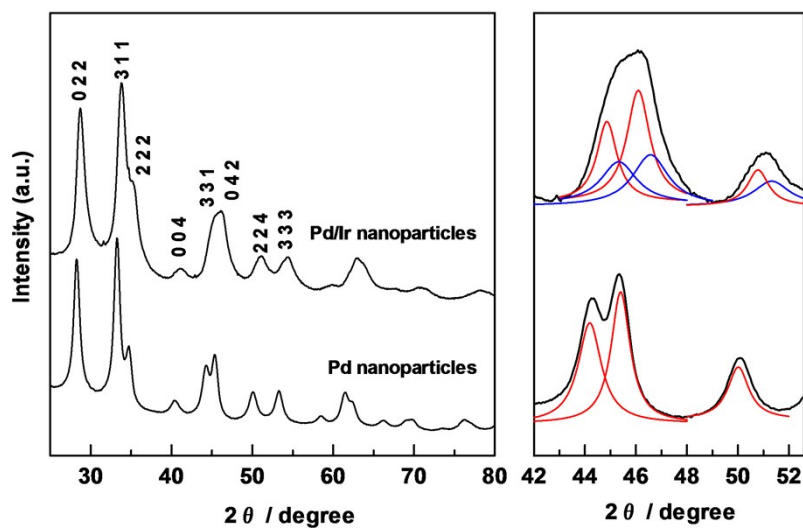 Intensity (a.u.)
0 2 2
3 1 1
2 2 2
0 0 4
3 3 1
0 4 2
2 2 4
3 3 3
Pd/Ir nanoparticles
Pd nanoparticles
30 40 50 60 70 80
2 θ / degree
42 44 46 48 50 52
2 θ / degree